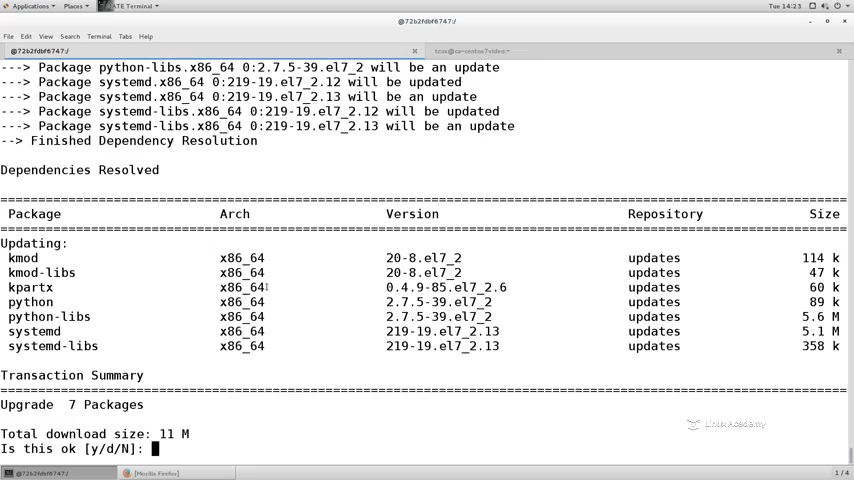 Applications Places MATE Terminal Tue 14:23
@72b2fdbf6747:/
File Edit View Search Terminal Tabs Help
@72b2fdbf6747:/ tcox@ca-centos7video:~
---> Package python-libs.x86_64 0:2.7.5-39.el7_2 will be an update
---> Package systemd.x86_64 0:219-19.el7_2.12 will be updated
---> Package systemd.x86_64 0:219-19.el7_2.13 will be an update
---> Package systemd-libs.x86_64 0:219-19.el7_2.12 will be updated
---> Package systemd-libs.x86_64 0:219-19.el7_2.13 will be an update
--> Finished Dependency Resolution
Dependencies Resolved
Package Arch Version Repository Size
Updating:
kmod x86_64 20-8.el7_2 updates 114 k
kmod-libs x86_64 20-8.el7_2 updates 47 k
kpartx x86_64 0.4.9-85.el7_2.6 updates 60 k
python x86_64 2.7.5-39.el7_2 updates 89 k
python-libs x86_64 2.7.5-39.el7_2 updates 5.6 M
systemd x86_64 219-19.el7_2.13 updates 5.1 M
systemd-libs x86_64 219-19.el7_2.13 updates 358 k
Transaction Summary
Upgrade 7 Packages
Linux Academy
Total download size: 11 M
Is this ok [y/d/N]:
@72b2fdbf6747:/ [Mozilla Firefox] 1 / 4